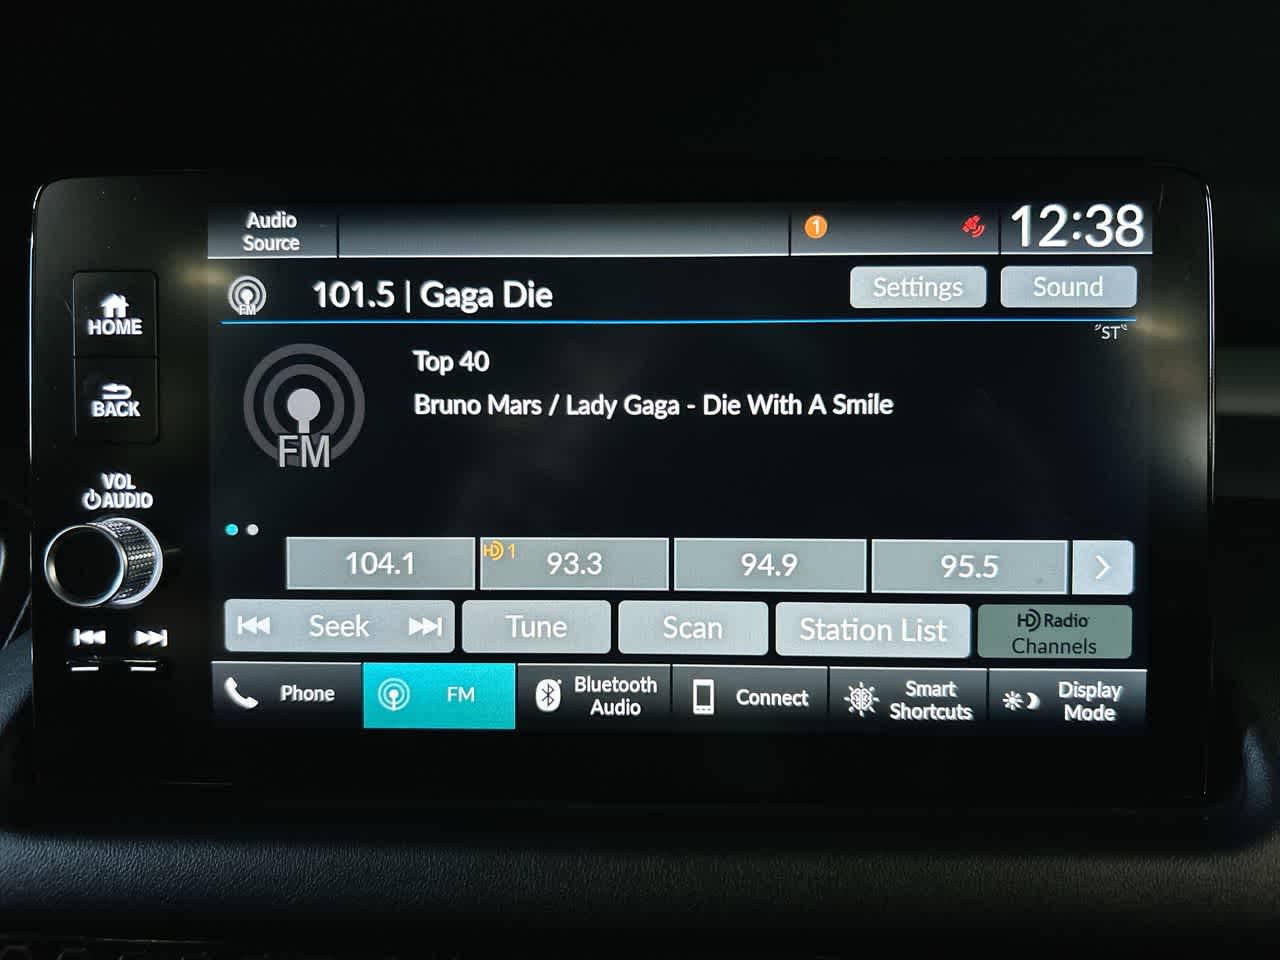 Audio
Source
1
12:38
FM
101.5 | Gaga Die
Settings
Sound
"ST"
HOME
BACK
VOL
AUDIO
FM
Top 40
Bruno Mars / Lady Gaga - Die With A Smile
104.1
HD 1
93.3
94.9
95.5
Seek
Tune
Scan
Station List
HD Radio
Channels
Phone
FM
Bluetooth
Audio
Connect
Smart
Shortcuts
Display
Mode